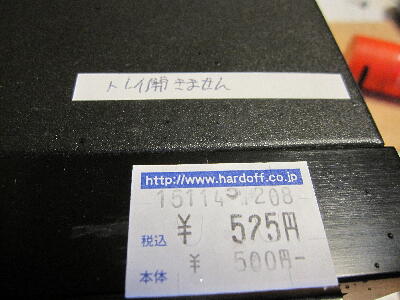 トレイ開きません
http://www.hardoff.co.jp
税込 ¥ 525円
本体 ¥ 500円-